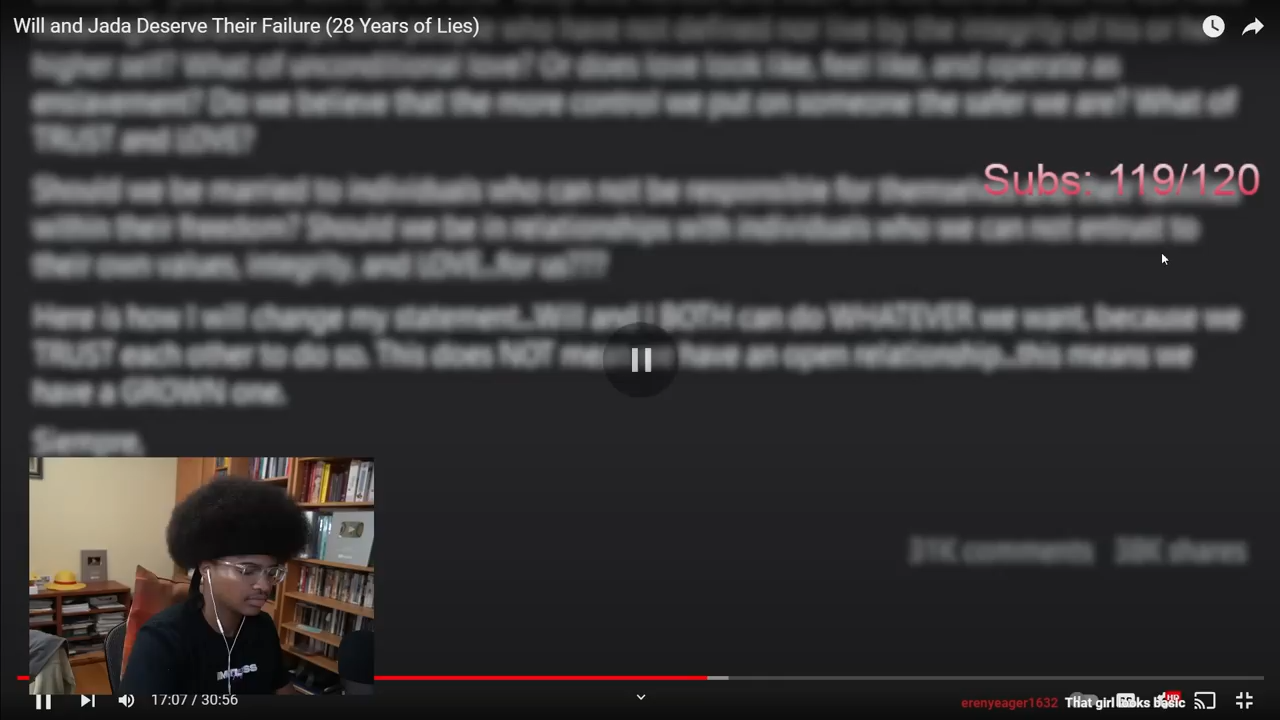 Will and Jada Deserve Their Failure (28 Years of Lies)
higher self? What of unconditional love? Or does love look like, feel like, and operate as
enslavement? Do we believe that the more control we put on someone the safer we are? What of
TRUST and LOVE?
Subs: 119/120
Should we be married to individuals who can not be responsible for
within their freedom? Should we be in relationships with individuals who we can not entrust to
their own values, integrity, and LOVE...for us???
Here is how I will change my statement...Will and I BOTH can do WHATEVER we want, because we
TRUST each other to do so. This does NOT have an open relationship...this means we
have a GROWN one.
Siempre,
31K comments 38K shares
17:07 / 30:56
HD
erenyeager1632 That girl looks basic